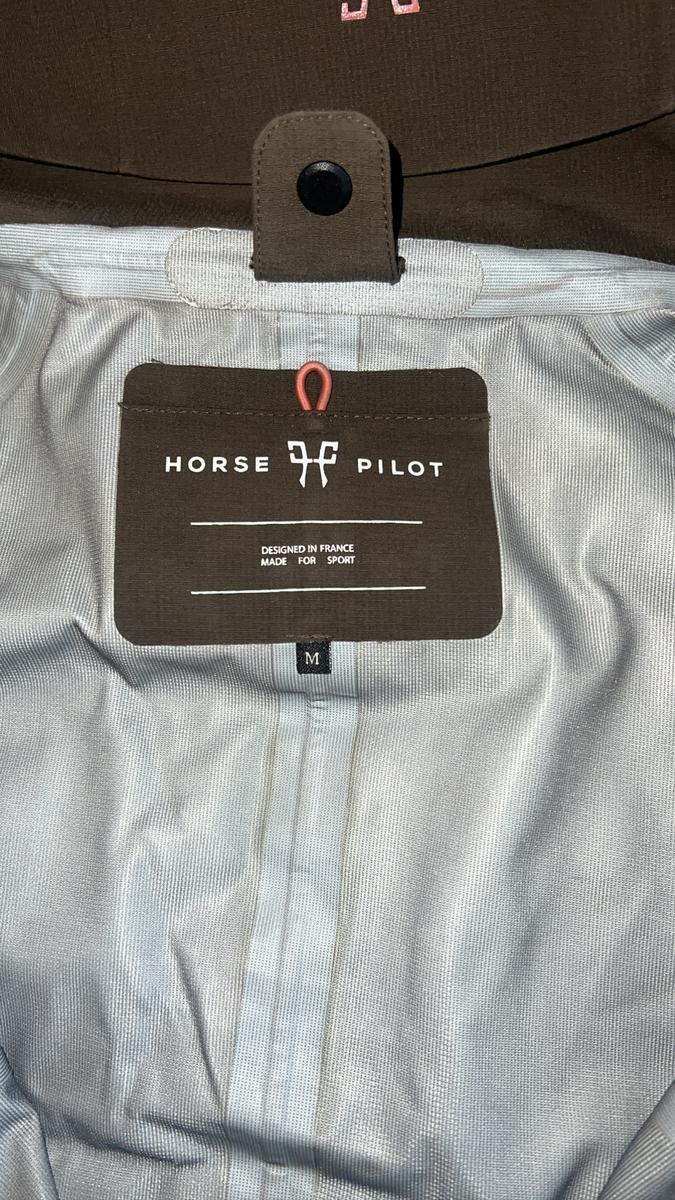 HORSE PILOT
DESIGNED IN FRANCE
MADE FOR SPORT
M